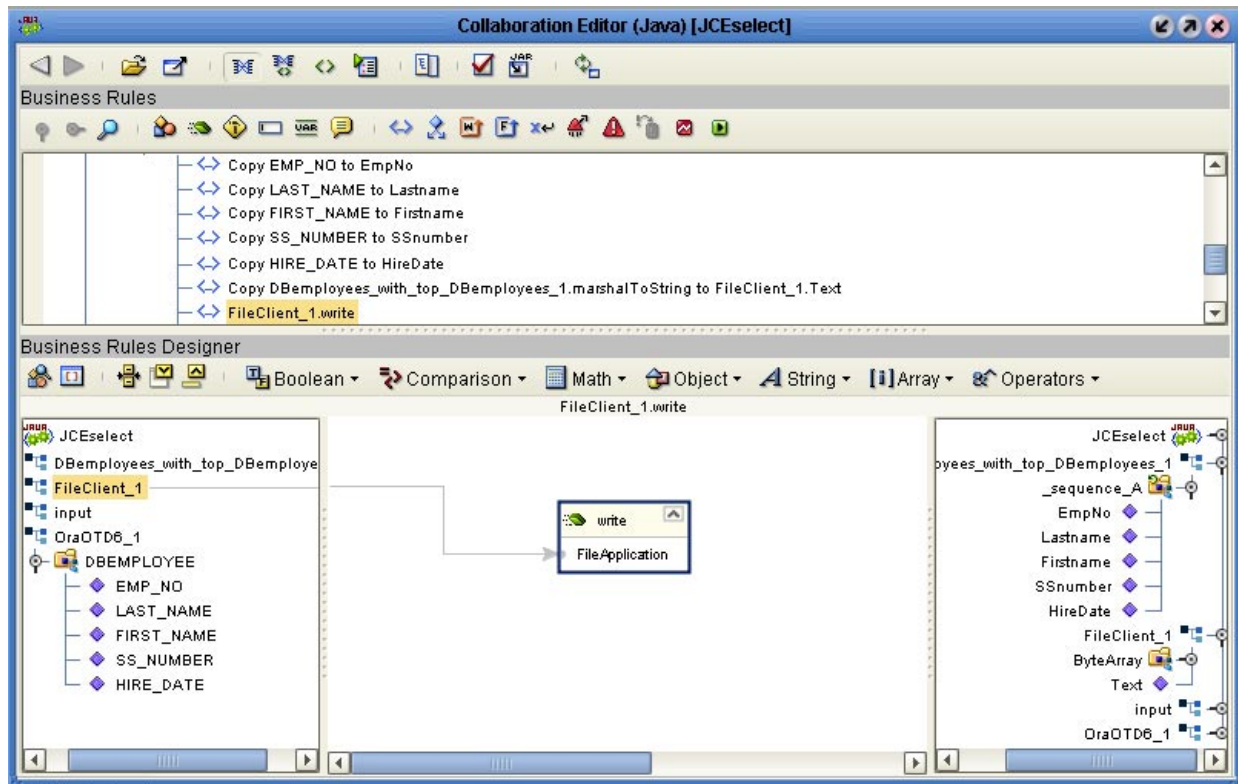 Collaboration Editor (Java) [JCEselect]
JAR
Business Rules
VAR
Copy EMP_NO to EmpNo
Copy LAST_NAME to Lastname
Copy FIRST_NAME to Firstname
Copy SS_NUMBER to SSnumber
Copy HIRE_DATE to HireDate
Copy DBemployees_with_top_DBemployees_1.marshalToString to FileClient_1.Text
FileClient_1.write
Business Rules Designer
Boolean Comparison Math Object String Array Operators
FileClient_1.write
JCEselect
DBemployees_with_top_DBemploye
FileClient_1
input
OraOTD6_1
DBEMPLOYEE
EMP_NO
LAST_NAME
FIRST_NAME
SS_NUMBER
HIRE_DATE
write
FileApplication
JCEselect
oyees_with_top_DBemployees_1
_sequence_A
EmpNo
Lastname
Firstname
SSnumber
HireDate
FileClient_1
ByteArray
Text
input
OraOTD6_1